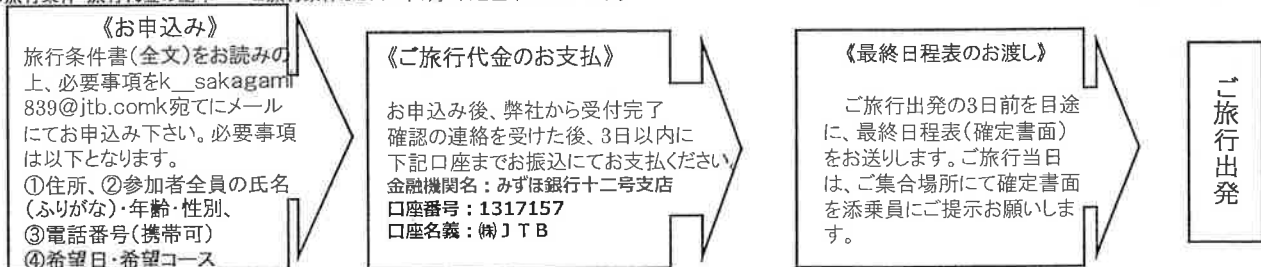 《お申込み》
旅行条件書(全文)をお読みの
上、必要事項をk__sakagami
839@jtb.comk宛てにメール
にてお申込み下さい。必要事項
は以下となります。
①住所、②参加者全員の氏名
(ふりがな)・年齢・性別、
③電話番号(携帯可)
④希望日・希望コース
《ご旅行代金のお支払》
お申込み後、弊社から受付完了
確認の連絡を受けた後、3日以内に
下記口座までお振込にてお支払ください。
金融機関名：みずほ銀行十二号支店
口座番号：1317157
口座名義：㈱ＪＴＢ
《最終日程表のお渡し》
ご旅行出発の3日前を目途
に、最終日程表(確定書面)
をお送りします。ご旅行当日
は、ご集合場所にて確定書面
を添乗員にご提示お願いしま
す。
ご旅行出発